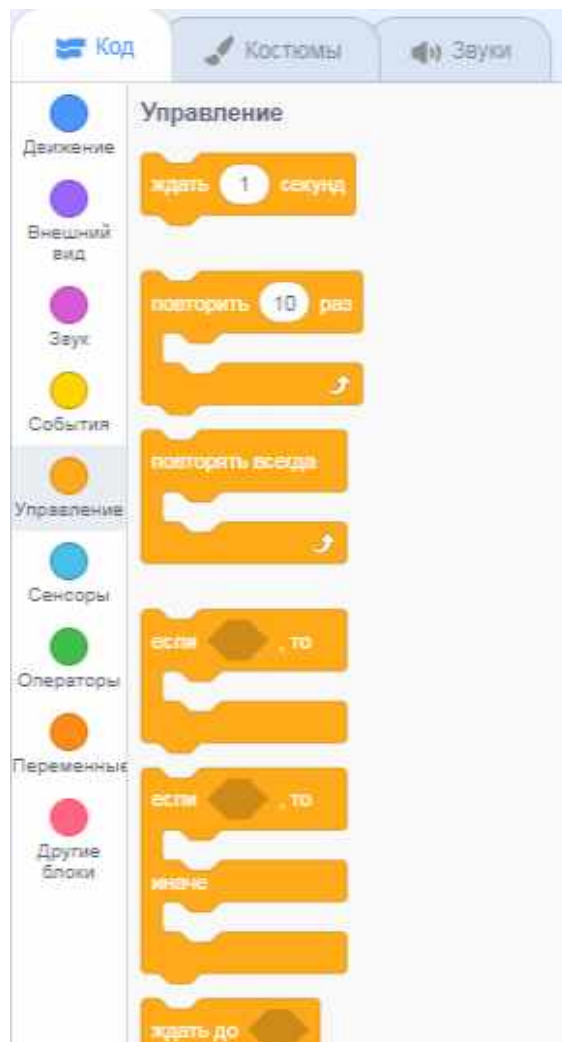 Код
Костюмы
Звуки
Движение
Внешний
вид
Звук
События
Управление
Сенсоры
Операторы
Переменные
Другие
блоки
Управление
ждать 1 секунд
повторить 10 раз
повторять всегда
если , то
если , то
иначе
ждать до